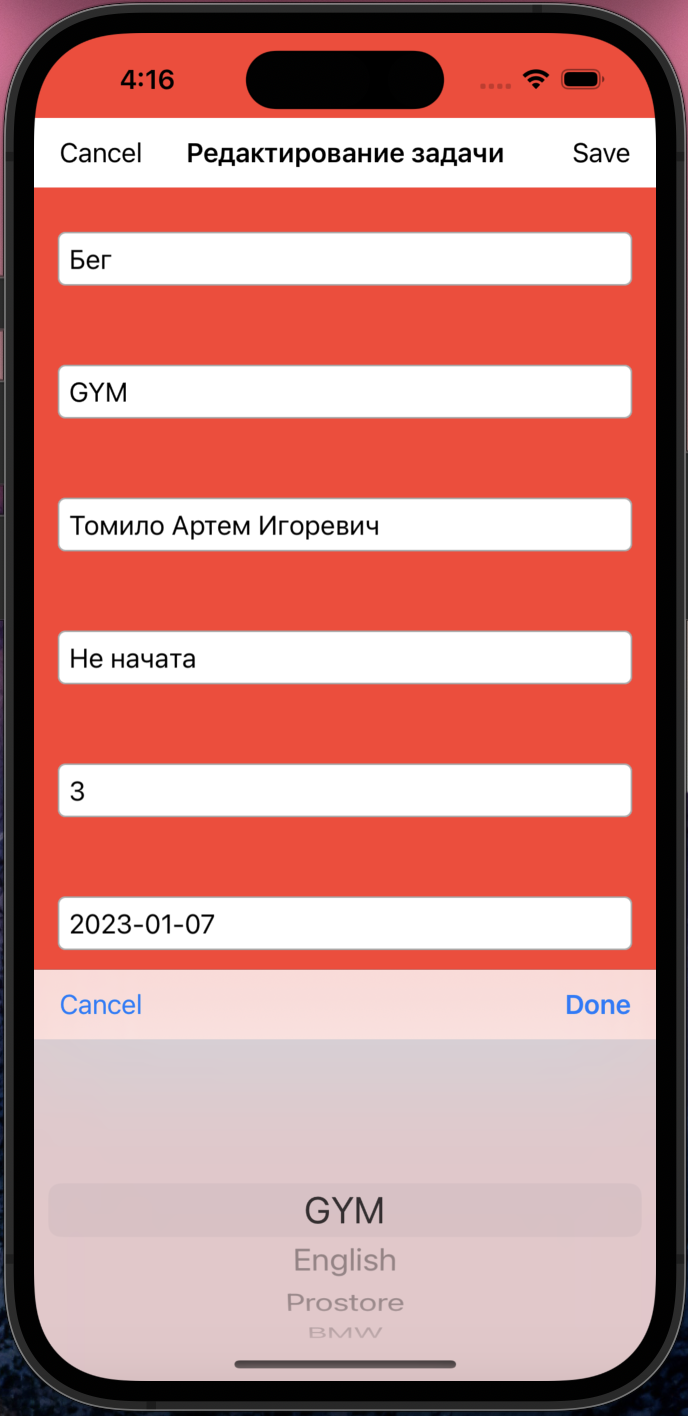 4:16
Cancel Редактирование задачи Save
Бег
GYM
Томило Артем Игоревич
Не начата
3
2023-01-07
Cancel Done
GYM
English
Prostore
BMW